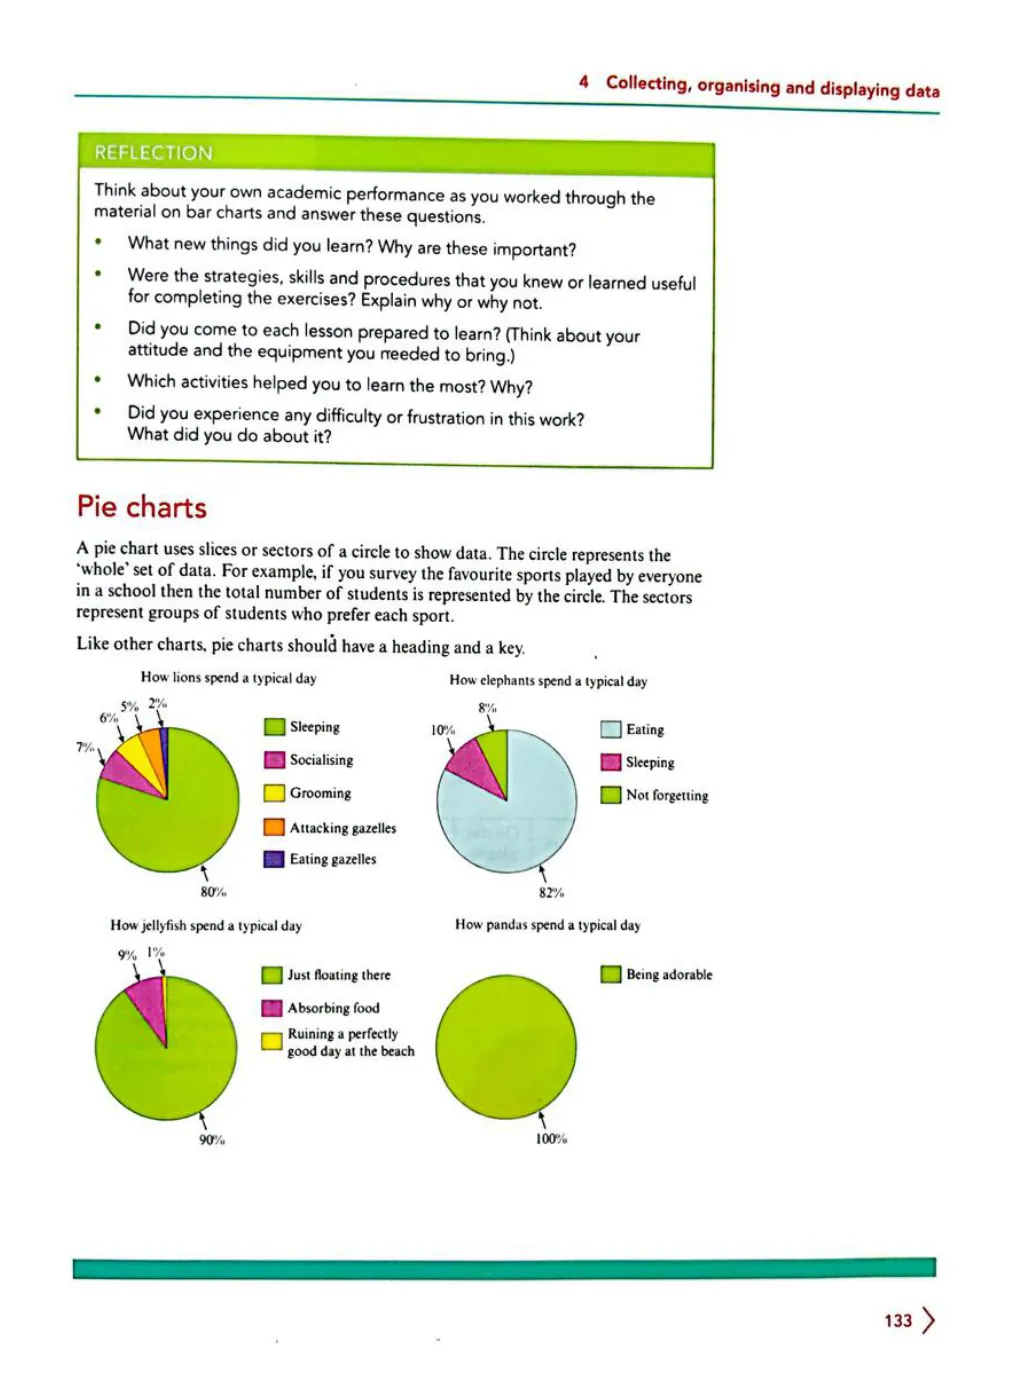 4 Collecting, organising and displaying data
REFLECTION
Think about your own academic performance as you worked through the
material on bar charts and answer these questions.
• What new things did you learn? Why are these important?
• Were the strategies, skills and procedures that you knew or learned useful
for completing the exercises? Explain why or why not.
• Did you come to each lesson prepared to learn? (Think about your
attitude and the equipment you needed to bring.)
• Which activities helped you to learn the most? Why?
• Did you experience any difficulty or frustration in this work?
What did you do about it?
Pie charts
A pie chart uses slices or sectors of a circle to show data. The circle represents the
‘whole’ set of data. For example, if you survey the favourite sports played by everyone
in a school then the total number of students is represented by the circle. The sectors
represent groups of students who prefer each sport.
Like other charts, pie charts should have a heading and a key.
How lions spend a typical day
7%
6%
5%
2%
80%
Sleeping
Socialising
Grooming
Attacking gazelles
Eating gazelles
How elephants spend a typical day
10%
8%
82%
Eating
Sleeping
Not forgetting
How jellyfish spend a typical day
9%
1%
90%
Just floating there
Absorbing food
Ruining a perfectly
good day at the beach
How pandas spend a typical day
100%
Being adorable
133 〉